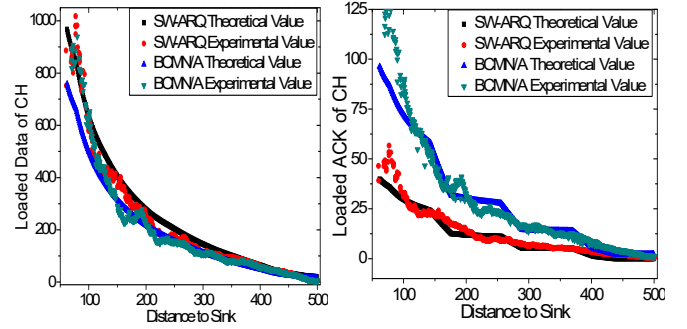 SW-ARQ Theoretical Value
SW-ARQ Experimental Value
BCMN/A Theoretical Value
BCMN/A Experimental Value
Loaded Data of CH
1000
800
600
400
200
0
100
200
300
400
500
Distance to Sink
SW-ARQ Theoretical Value
SW-ARQ Experimental Value
BCMN/A Theoretical Value
BCMN/A Experimental Value
Loaded ACK of CH
125
100
75
50
25
0
100
200
300
400
500
Distance to Sink